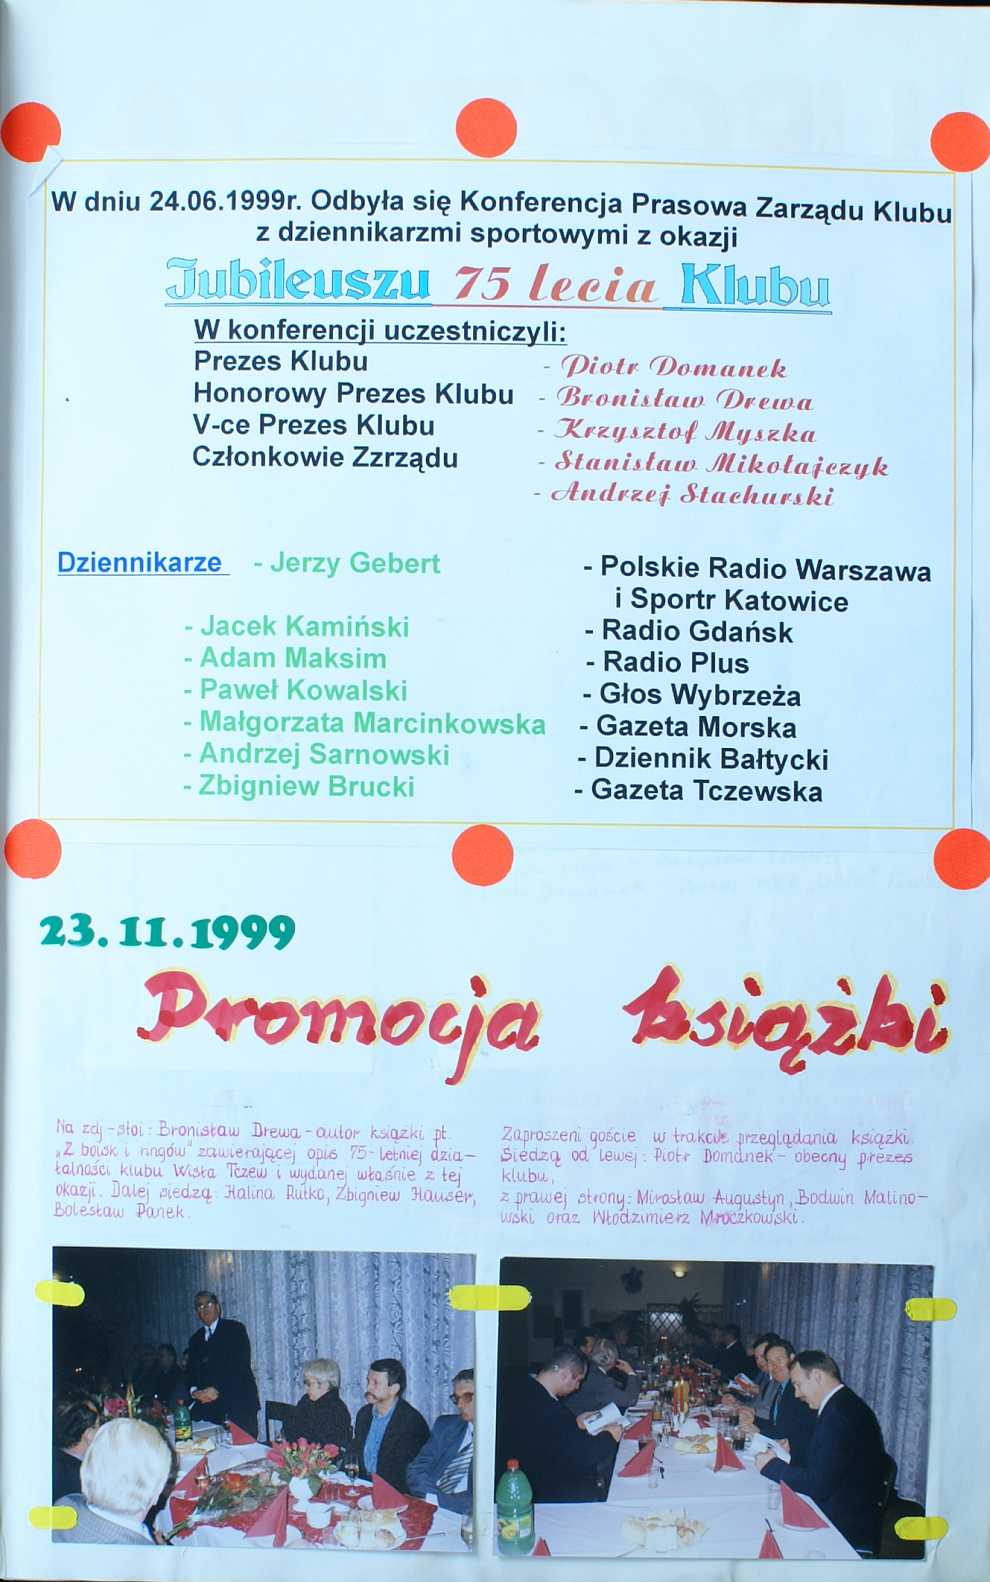 W dniu 24.06.1999r. Odbyła się Konferencja Prasowa Zarządu Klubu
z dziennikarzmi sportowymi z okazji
Jubileuszu 75 lecia Klubu
W konferencji uczestniczyli:
Prezes Klubu - Piotr Domanek
Honorowy Prezes Klubu - Bronisław Drewa
V-ce Prezes Klubu - Krzysztof Myszka
Członkowie Zzrządu - Stanisław Mikołajczyk
- Andrzej Stachurski
Dziennikarze - Jerzy Gebert - Polskie Radio Warszawa
i Sportr Katowice
- Jacek Kamiński - Radio Gdańsk
- Adam Maksim - Radio Plus
- Paweł Kowalski - Głos Wybrzeża
- Małgorzata Marcinkowska - Gazeta Morska
- Andrzej Sarnowski - Dziennik Bałtycki
- Zbigniew Brucki - Gazeta Tczewska
23.11.1999
Promocja książki
Na zdj - stoi: Bronisław Drewa - autor książki pt.
„Z boisk i ringów" zawierającej opis 75-letniej dzia-
łalności klubu Wisła Tczew i wydanej właśnie z tej
okazji. Dalej siedzą: Halina Rutko, Zbigniew Hauser,
Bolesław Panek.
Zaproszeni goście w trakcie przeglądania książki.
Siedzą od lewej: Piotr Domanek - obecny prezes
klubu,
z prawej strony: Mirosław Augustyn, Bodwin Malino-
wski oraz Włodzimierz Mroczkowski.